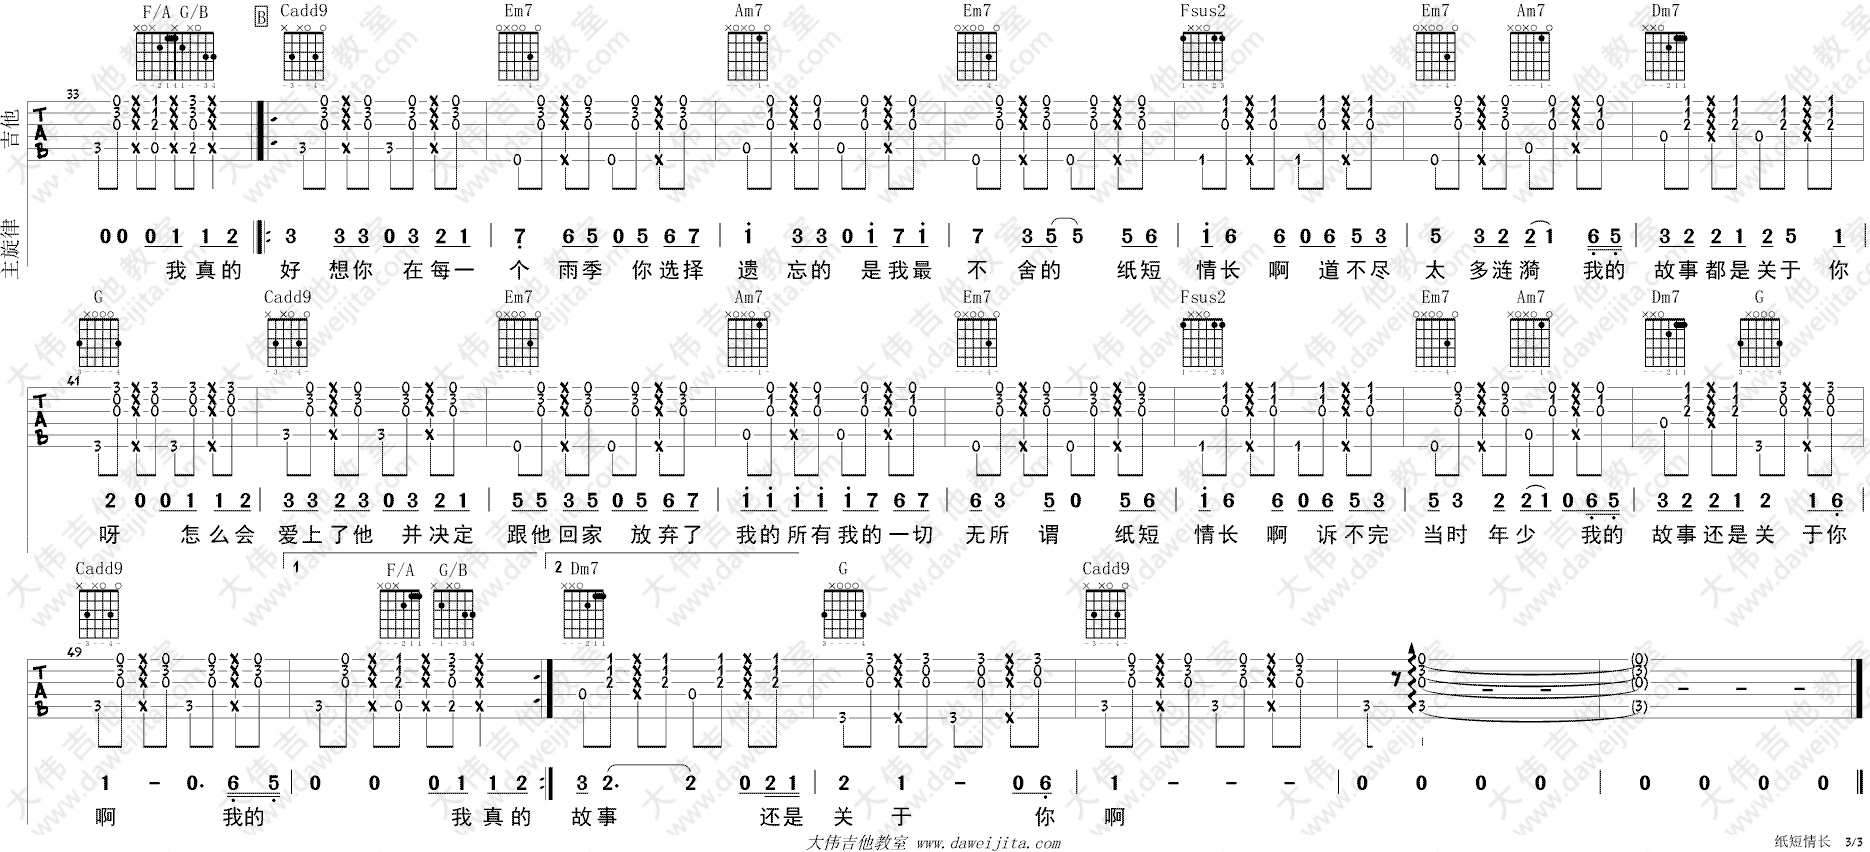 F/A G/B B Cadd9 Em7 Am7 Em7 Fsus2 Em7 Am7 Dm7
33
吉他 TAB
主旋律 0 0 0 1 1 2 3 3 3 0 3 2 1 7 6 5 0 5 6 7 i 3 3 0 i 7 i 7 3 5 5 5 6 i 6 6 0 6 5 3 5 3 2 2 1 6 5 3 2 2 1 2 5 1
我 真 的 好 想你 在 每一 个 雨季 你 选择 遗 忘的 是 我最 不 舍的 纸短 情长 啊 道不尽 太 多涟漪 我的 故事都是关于 你
G Cadd9 Em7 Am7 Em7 Fsus2 Em7 Am7 Dm7 G
41
TAB
2 0 0 1 1 2 3 3 2 3 0 3 2 1 5 5 3 5 0 5 6 7 i i i i i 7 6 7 6 3 5 0 5 6 i 6 6 0 6 5 3 5 3 2 2 1 0 6 5 3 2 2 1 2 1 6
呀 怎么会 爱上了他 并决定 跟他回家 放弃了 我的所有我的一切 无所 谓 纸短 情长 啊 诉不完 当时 年少 我的 故事还是关 于你
Cadd9 1 F/A G/B 2 Dm7 G Cadd9
49
TAB
1 - 0. 6 5 0 0 0 1 1 2 3 2. 2 0 2 1 2 1 - 0 6 1 - - - 0 0 0 0 0 0 0 0
啊 我的 我 真的 故事 还是 关 于 你 啊
大伟吉他教室 www.daweijita.com 纸短情长 3/3